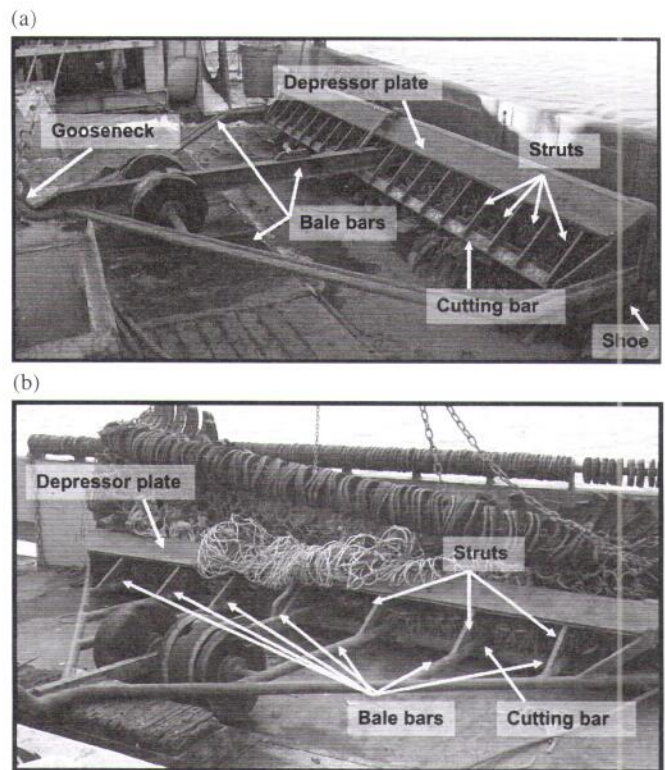 (a)
Depressor plate
Gooseneck
Struts
Bale bars
Cutting bar
Shoe
(b)
Depressor plate
Struts
Bale bars
Cutting bar